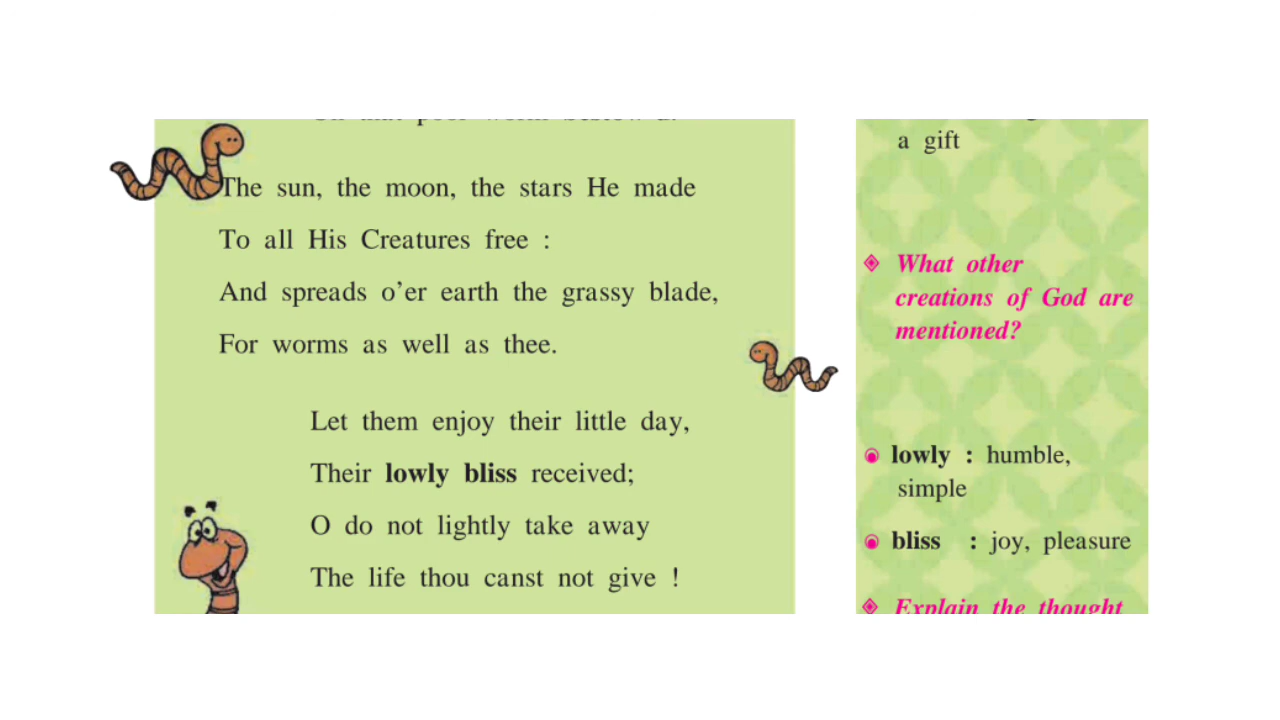 The sun, the moon, the stars He made
To all His Creatures free :
And spreads o'er earth the grassy blade,
For worms as well as thee.
Let them enjoy their little day,
Their lowly bliss received;
O do not lightly take away
The life thou canst not give !
a gift
What other
creations of God are
mentioned?
lowly : humble,
simple
bliss : joy, pleasure
Explain the thought